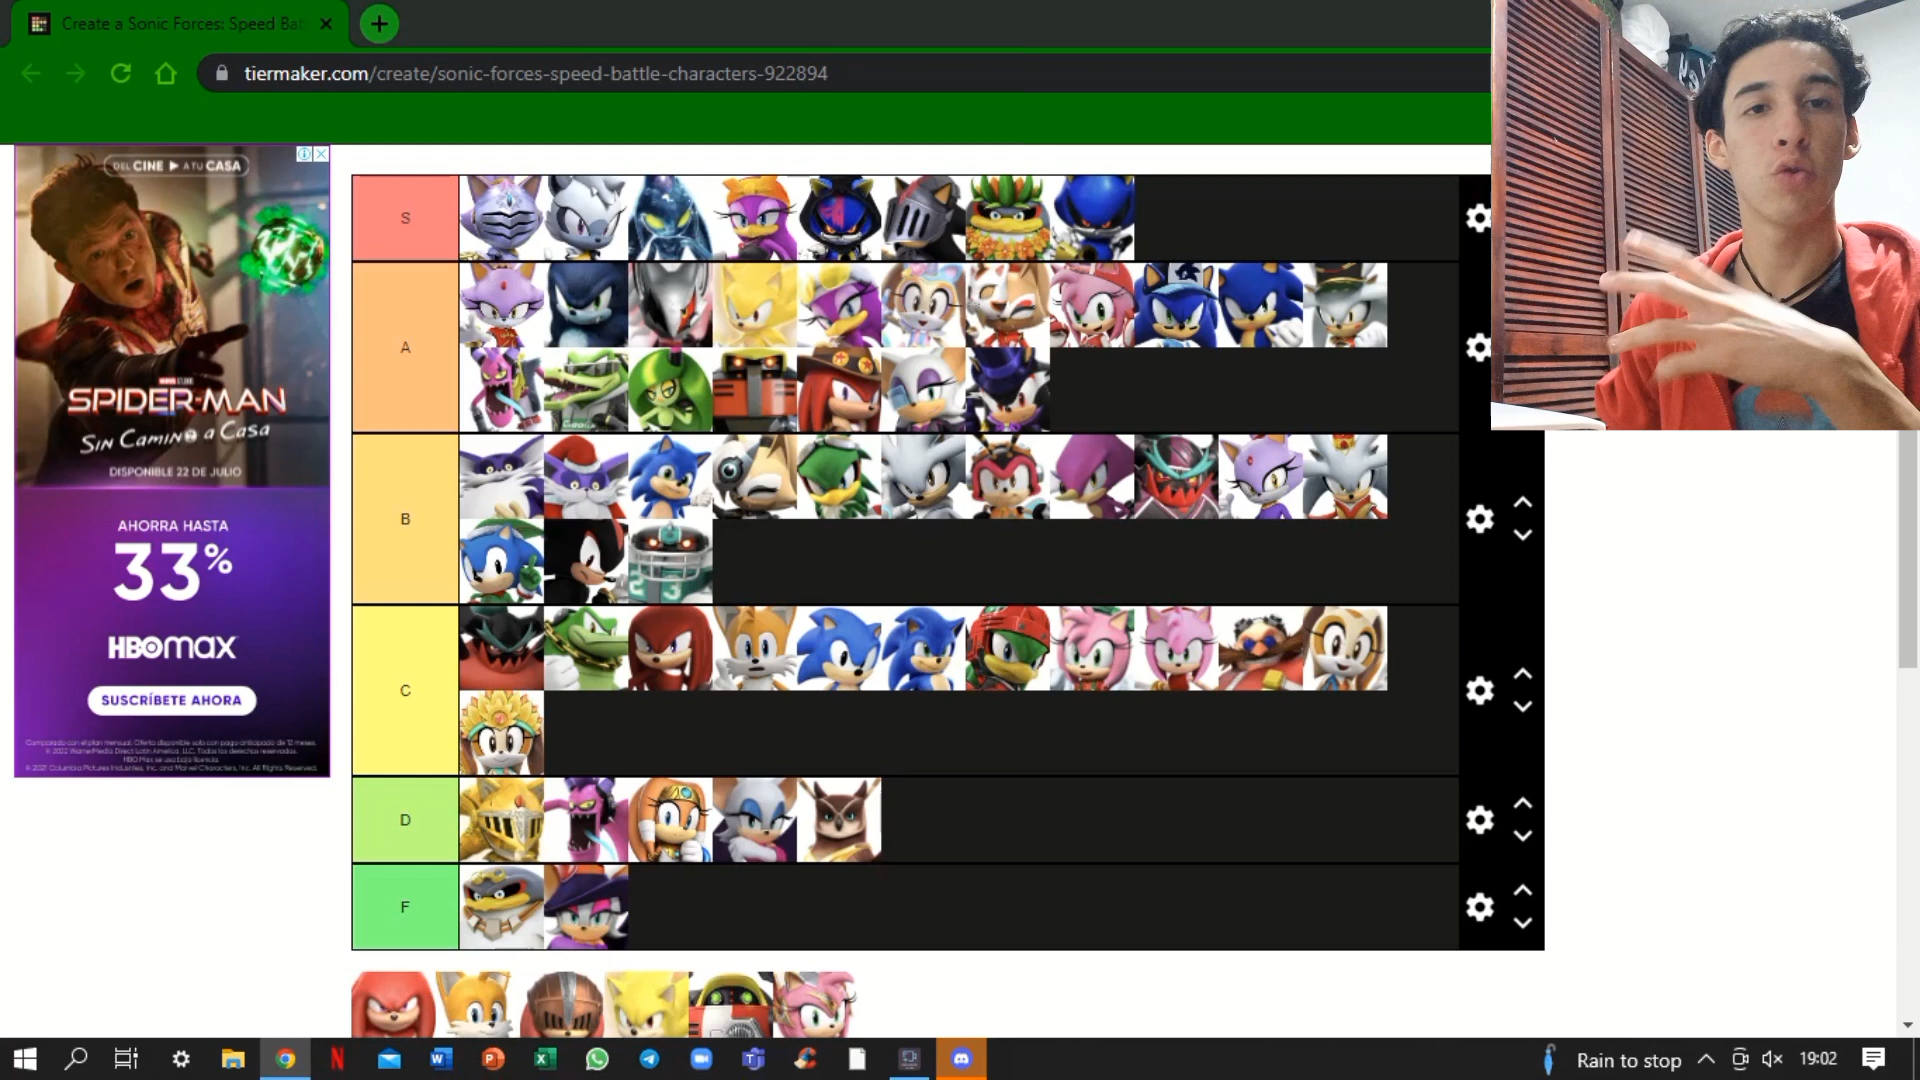 Create a Sonic Forces: Speed Bat
tiermaker.com/create/sonic-forces-speed-battle-characters-922894
DEL CINE ▶ A TU CASA
SPIDER-MAN
SIN CAMINO A CASA
DISPONIBLE 22 DE JULIO
AHORRA HASTA
33%
HBOmax
SUSCRÍBETE AHORA
S
A
B
C
D
F
23
Rain to stop
19:02